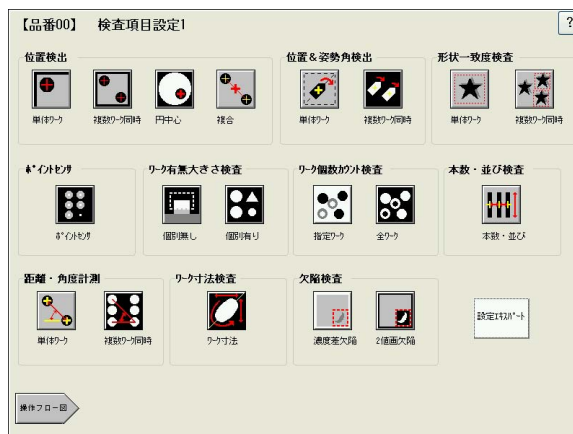 【品番00】 検査項目設定1
?
位置検出
単体ワーク 複数ワーク同時 円中心 複合
位置&姿勢角検出
単体ワーク 複数ワーク同時
形状一致度検査
単体ワーク 複数ワーク同時
ポイントセンサ
ポイントセンサ
ワーク有無大きさ検査
個別無し 個別有り
ワーク個数カウント検査
指定ワーク 全ワーク
本数・並び検査
本数・並び
距離・角度計測
単体ワーク 複数ワーク同時
ワーク寸法検査
ワーク寸法
欠陥検査
濃度差欠陥 2値画欠陥
設定エキスパート
操作フロー図